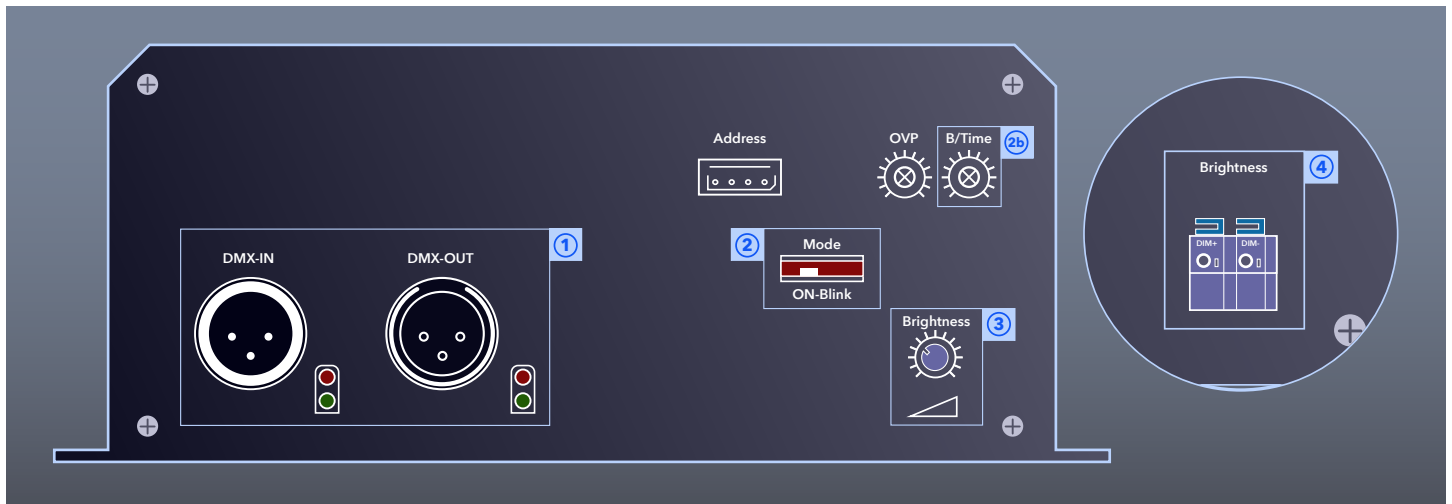 Address
OVP
B/Time
2b
DMX-IN
DMX-OUT
1
2
Mode
ON-Blink
Brightness
3
Brightness
4
DIM+
DIM-